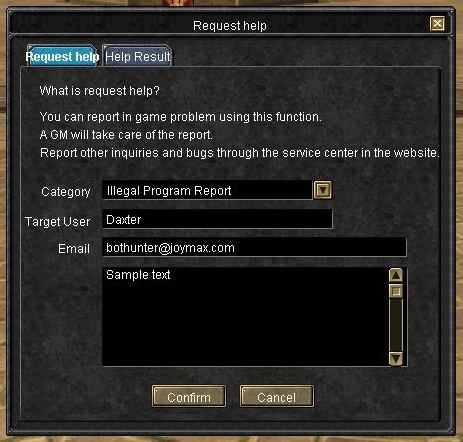 Request help
Request help Help Result
What is request help?
You can report in game problem using this function.
A GM will take care of the report.
Report other inquiries and bugs through the service center in the website.
Category Illegal Program Report
Target User Daxter
Email bothunter@joymax.com
Sample text
Confirm Cancel